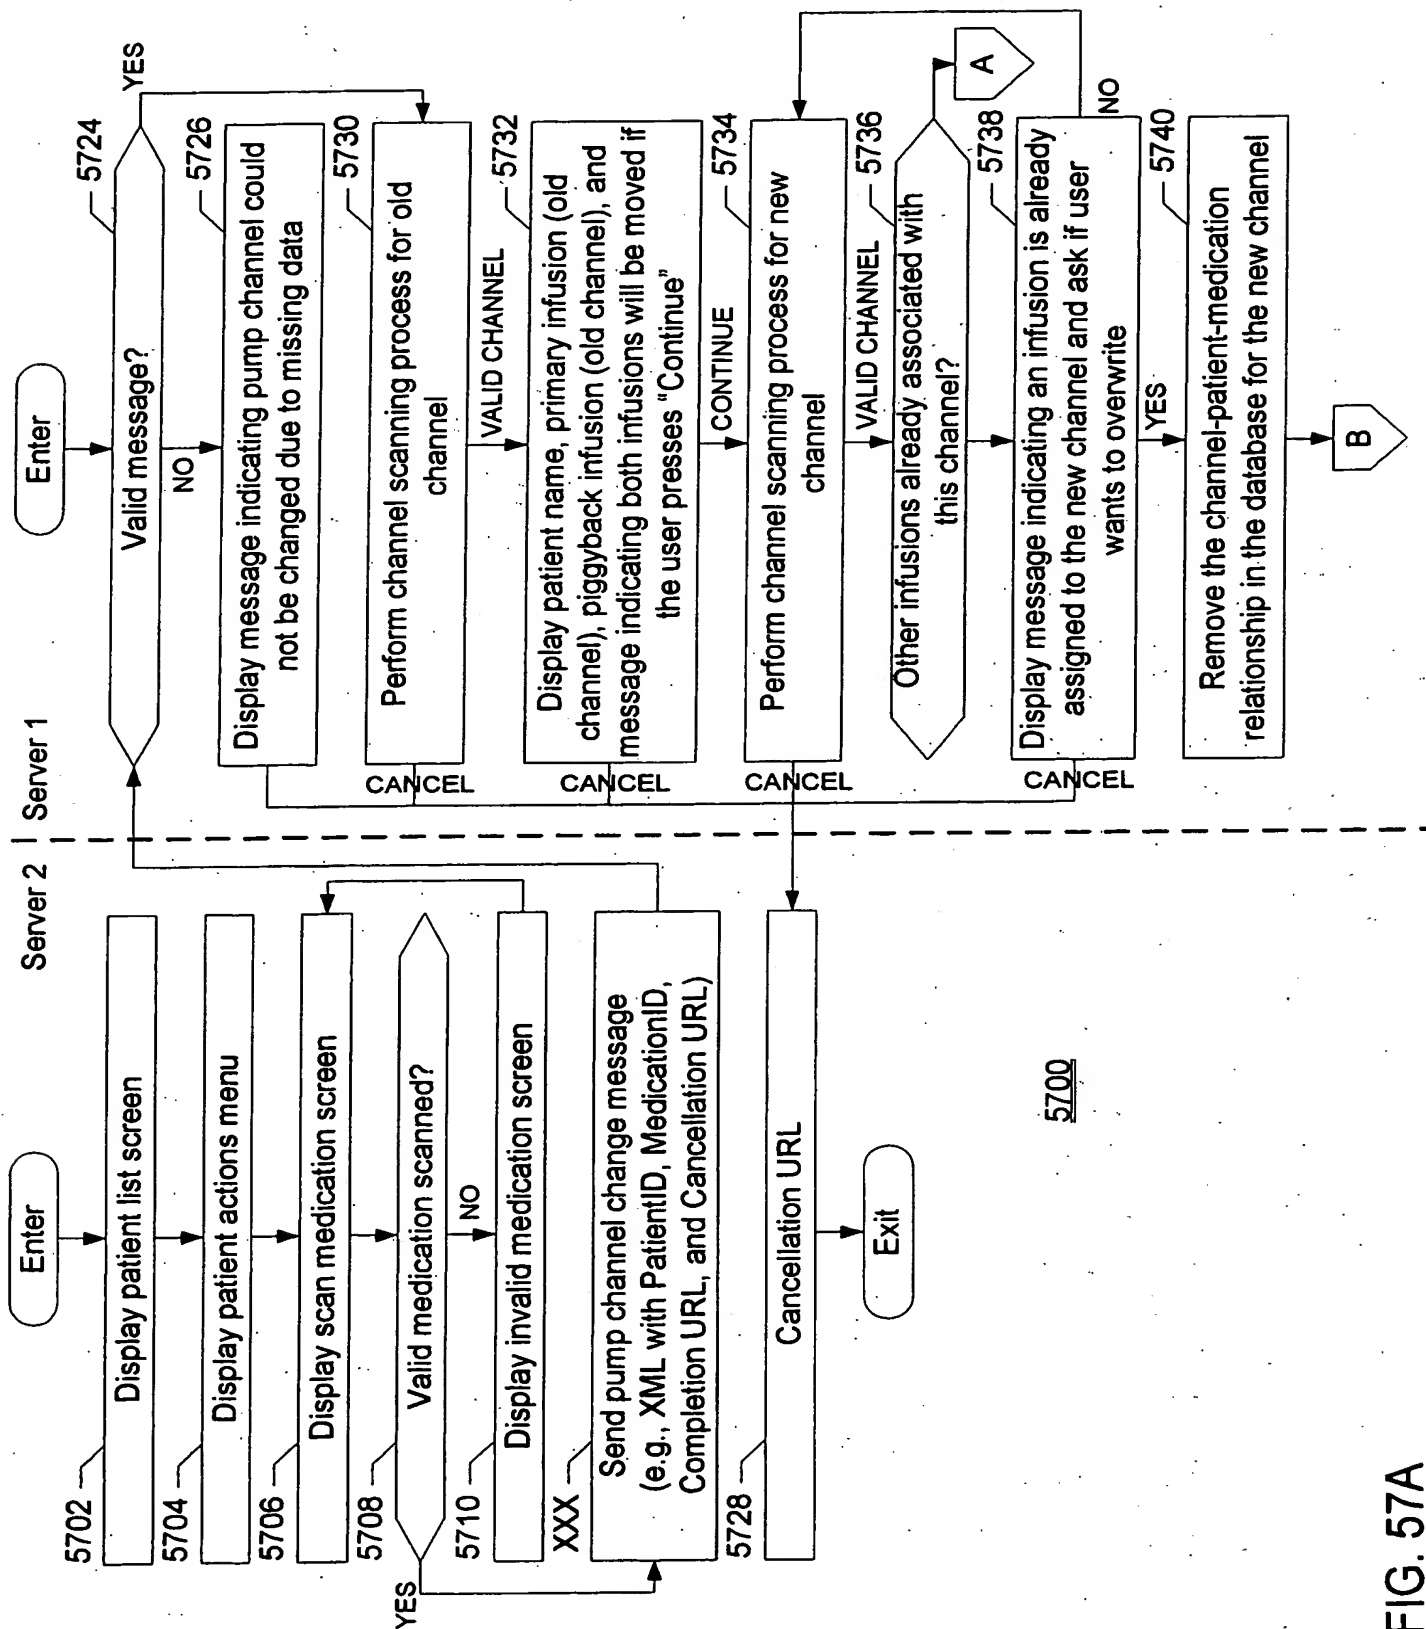 Server 2
Server 1
Enter
5702
Display patient list screen
5704
Display patient actions menu
5706
Display scan medication screen
5708
Valid medication scanned?
YES
NO
5710
Display invalid medication screen
XXX
Send pump channel change message
(e.g., XML with PatientID, MedicationID,
Completion URL, and Cancellation URL)
5728
Cancellation URL
Exit
5700
Enter
5724
Valid message?
YES
NO
5726
Display message indicating pump channel could
not be changed due to missing data
5730
Perform channel scanning process for old
channel
CANCEL
VALID CHANNEL
5732
Display patient name, primary infusion (old
channel), piggyback infusion (old channel), and
message indicating both infusions will be moved if
the user presses "Continue"
CANCEL
CONTINUE
5734
Perform channel scanning process for new
channel
CANCEL
VALID CHANNEL
5736
Other infusions already associated with
this channel?
A
5738
Display message indicating an infusion is already
assigned to the new channel and ask if user
wants to overwrite
CANCEL
NO
YES
5740
Remove the channel-patient-medication
relationship in the database for the new channel
B
FIG. 57A